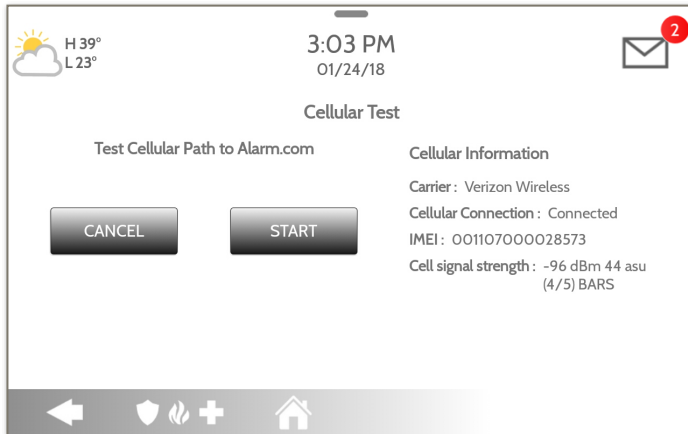 H 39°
L 23°
3:03 PM
01/24/18
2
Cellular Test
Test Cellular Path to Alarm.com
CANCEL
START
Cellular Information
Carrier : Verizon Wireless
Cellular Connection : Connected
IMEI : 001107000028573
Cell signal strength : -96 dBm 44 asu
(4/5) BARS